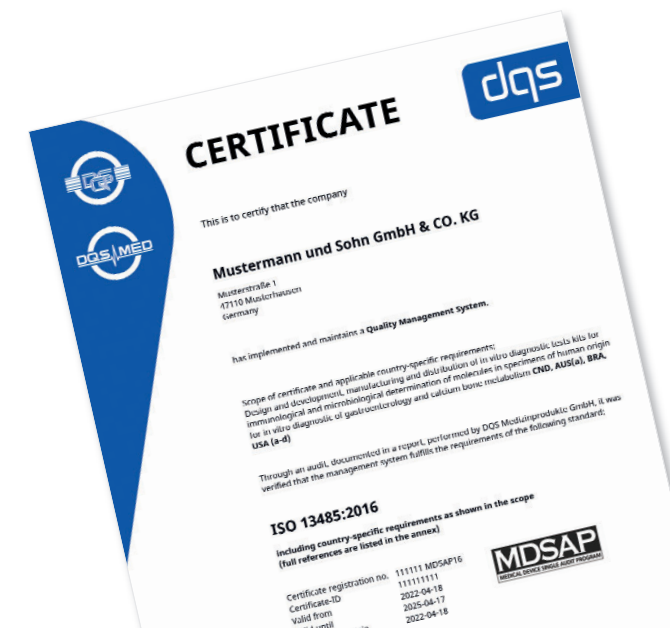 dqs
CERTIFICATE
DQS
DQS MED
This is to certify that the company
Mustermann und Sohn GmbH & CO. KG
Musterstraße 1
47110 Musterhausen
Germany
has implemented and maintains a Quality Management System.
Scope of certificate and applicable country-specific requirements:
Design and development, manufacturing and distribution of in vitro diagnostic tests kits for
immunological and microbiological determination of molecules in specimens of human origin
for in vitro diagnostic of gastroenterology and calcium bone metabolism CND, AUS(a), BRA,
USA (a-d)
Through an audit, documented in a report, performed by DQS Medizinprodukte GmbH, it was
verified that the management system fulfills the requirements of the following standard:
ISO 13485:2016
including country-specific requirements as shown in the scope
(full references are listed in the annex)
MDSAP
MEDICAL DEVICE SINGLE AUDIT PROGRAM
Certificate registration no. 111111 MDSAP16
Certificate-ID 111111111
Valid from 2022-04-18
until 2025-04-17
2022-04-18